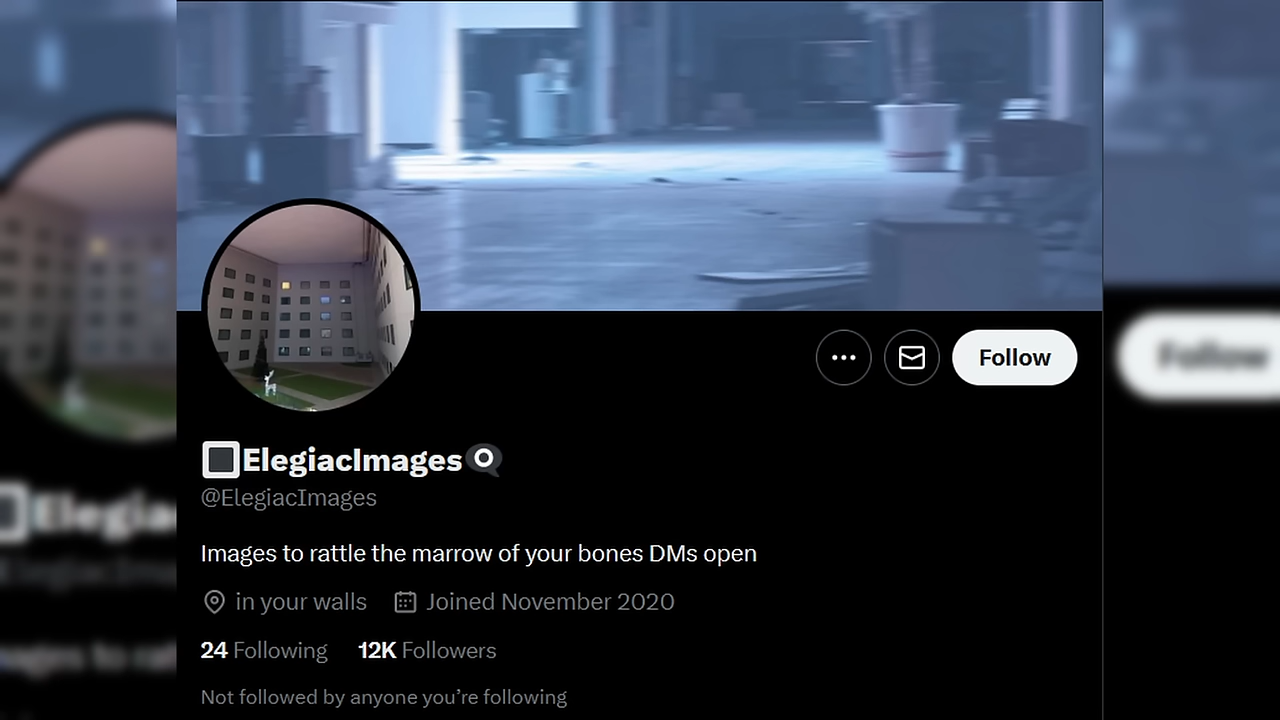 Follow
ElegiacImages
@ElegiacImages
Images to rattle the marrow of your bones DMs open
in your walls Joined November 2020
24 Following 12K Followers
Not followed by anyone you’re following